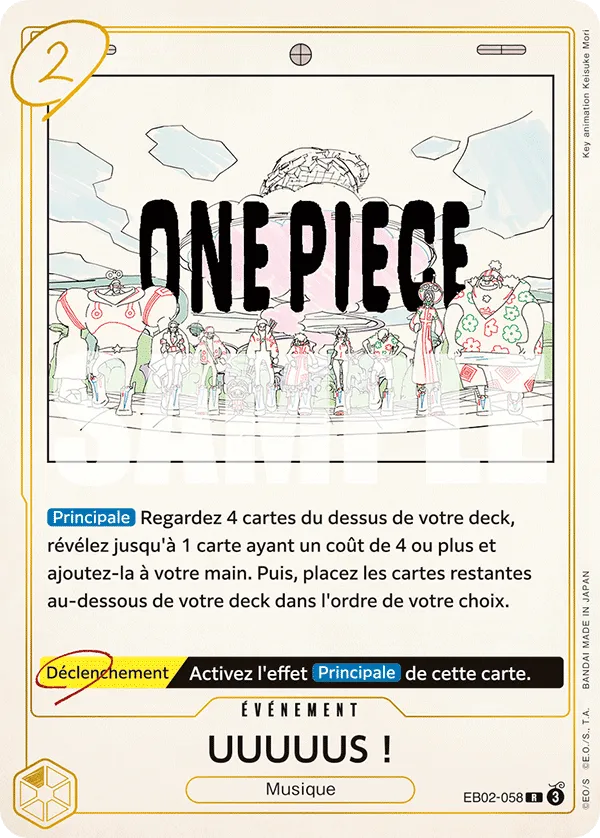 2
Key animation Keisuke Mori
ONE PIECE
SAMPLE
Principale Regardez 4 cartes du dessus de votre deck,
révélez jusqu'à 1 carte ayant un coût de 4 ou plus et
ajoutez-la à votre main. Puis, placez les cartes restantes
au-dessous de votre deck dans l'ordre de votre choix.
Déclenchement Activez l'effet Principale de cette carte.
ÉVÉNEMENT
UUUUUS !
Musique
EB02-058 R 3
©EO/S ©E.O./S., T.A. BANDAI MADE IN JAPAN